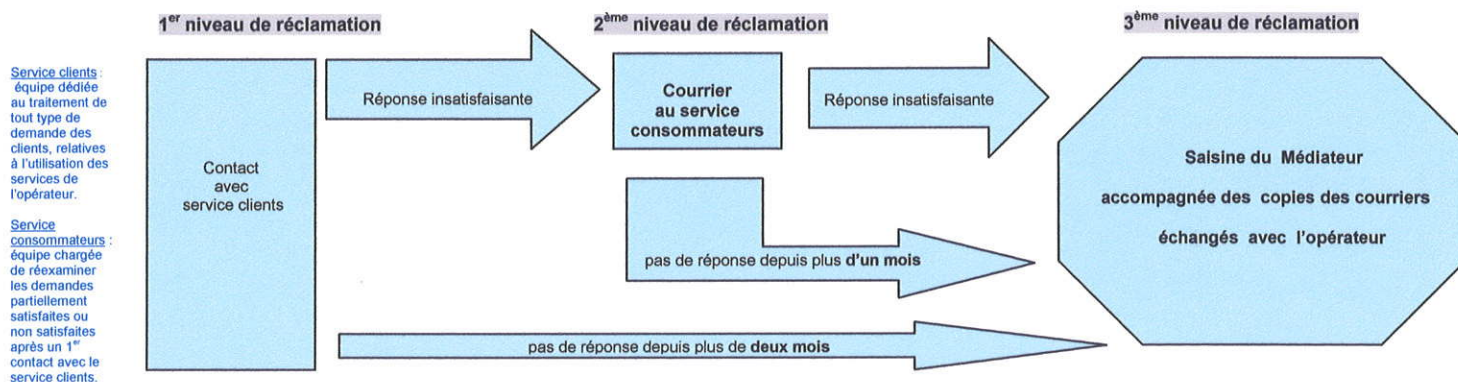 1er niveau de réclamation
2ème niveau de réclamation
3ème niveau de réclamation
Service clients :
équipe dédiée
au traitement de
tout type de
demande des
clients, relatives
à l'utilisation des
services de
l'opérateur.
Service
consommateurs :
équipe chargée
de réexaminer
les demandes
partiellement
satisfaites ou
non satisfaites
après un 1er
contact avec le
service clients.
Contact
avec
service clients
Réponse insatisfaisante
Courrier
au service
consommateurs
Réponse insatisfaisante
pas de réponse depuis plus d'un mois
pas de réponse depuis plus de deux mois
Saisine du Médiateur
accompagnée des copies des courriers
échangés avec l'opérateur